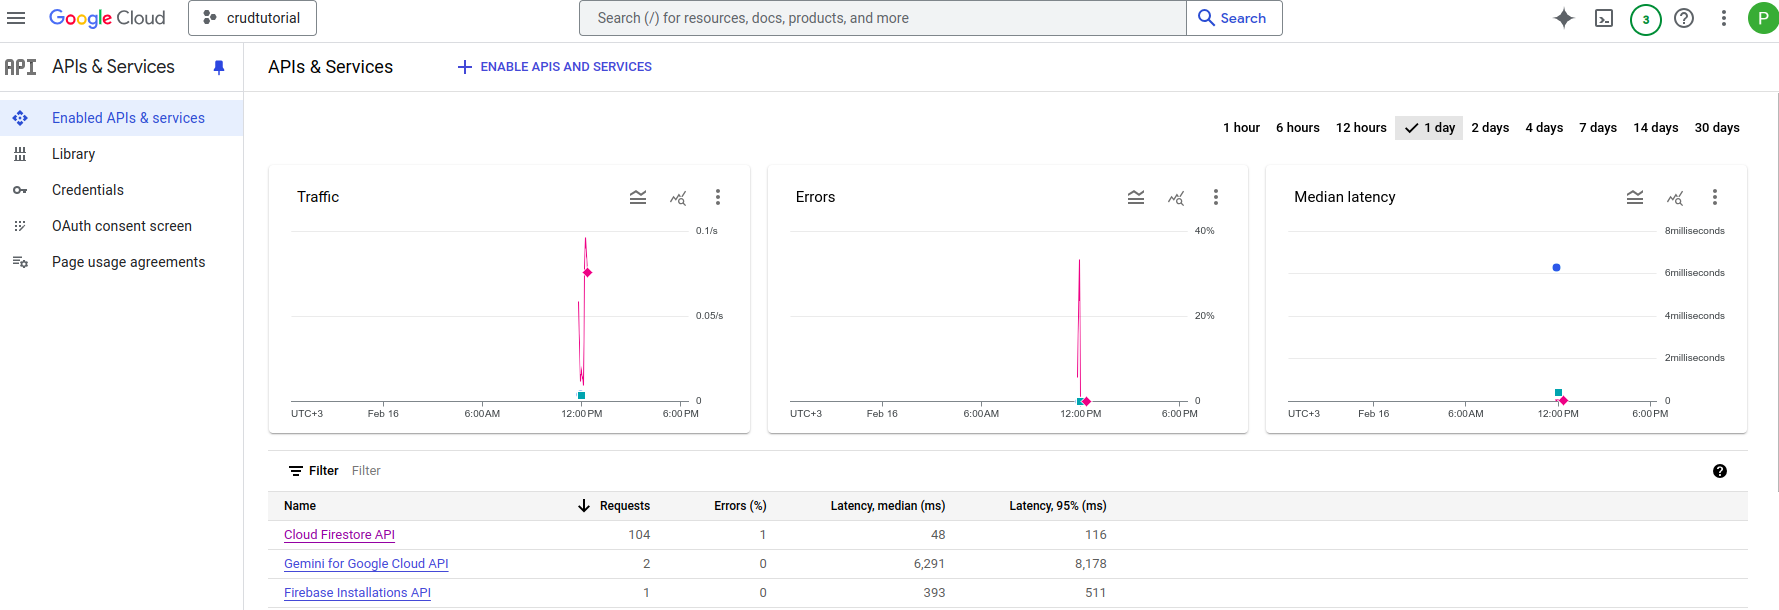 Google Cloud crudtutorial Search (/) for resources, docs, products, and more Search 3 P
API APIs & Services APIs & Services + ENABLE APIS AND SERVICES
Enabled APIs & services
Library
Credentials
OAuth consent screen
Page usage agreements
1 hour 6 hours 12 hours 1 day 2 days 4 days 7 days 14 days 30 days
Traffic
0.1/s
0.05/s
0
UTC+3 Feb 16 6:00 AM 12:00 PM 6:00 PM
Errors
40%
20%
0
UTC+3 Feb 16 6:00 AM 12:00 PM 6:00 PM
Median latency
8milliseconds
6milliseconds
4milliseconds
2milliseconds
0
UTC+3 Feb 16 6:00 AM 12:00 PM 6:00 PM
Filter Filter
Name Requests Errors (%) Latency, median (ms) Latency, 95% (ms)
Cloud Firestore API 104 1 48 116
Gemini for Google Cloud API 2 0 6,291 8,178
Firebase Installations API 1 0 393 511